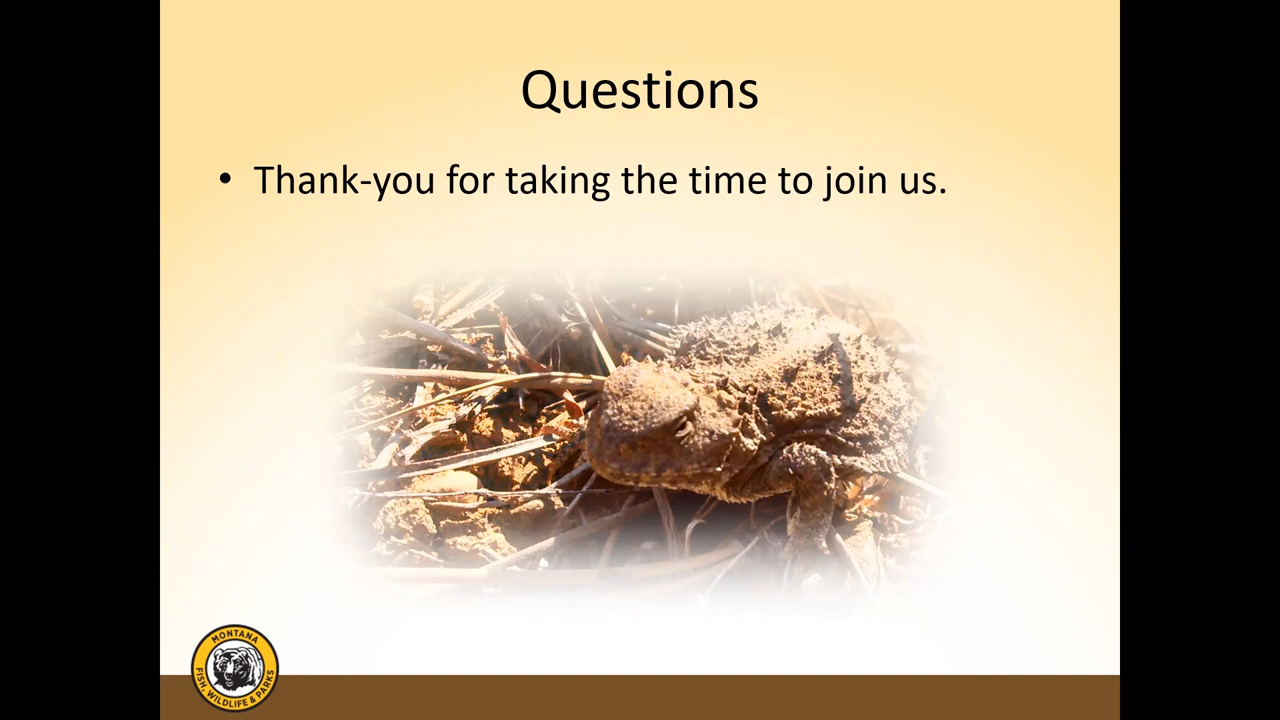 Questions
• Thank-you for taking the time to join us.
MONTANA
FISH, WILDLIFE & PARKS